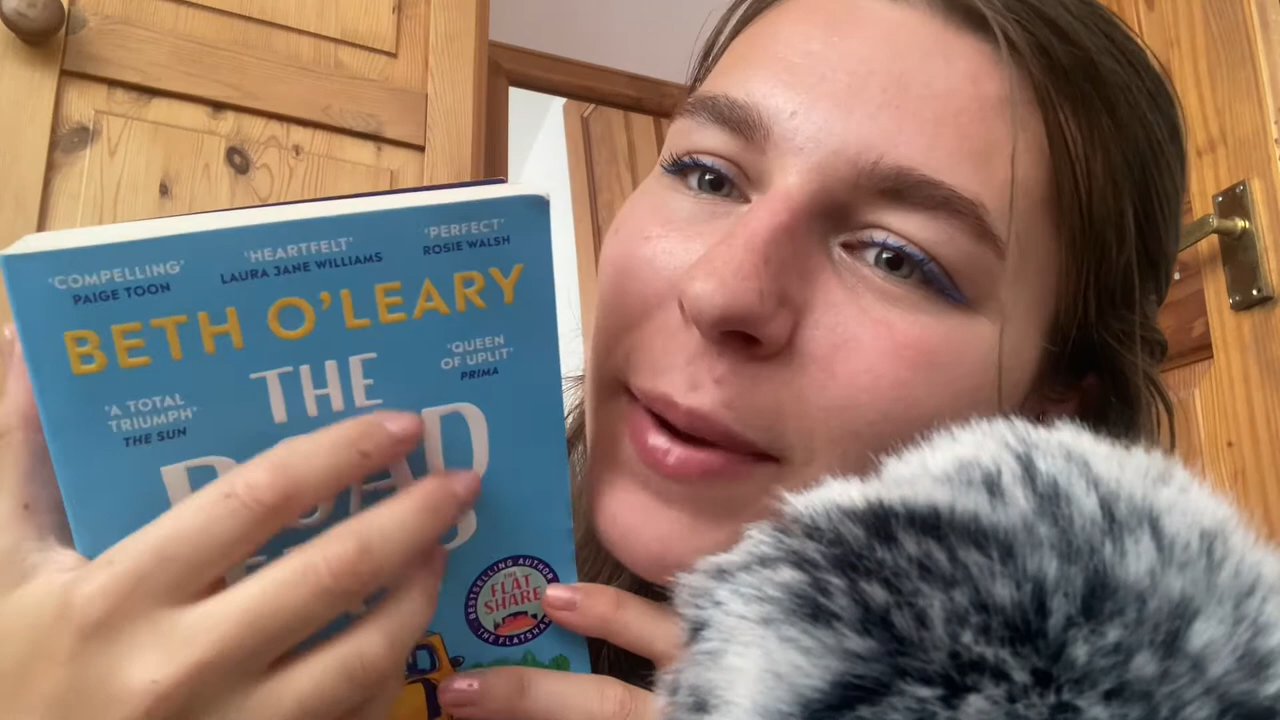 'COMPELLING'
PAIGE TOON
'HEARTFELT'
LAURA JANE WILLIAMS
'PERFECT'
ROSIE WALSH
BETH O'LEARY
'QUEEN
OF UPLIT'
PRIMA
THE
'A TOTAL
TRIUMPH'
THE SUN
BESTSELLING AUTHOR
THE
FLAT
SHARE